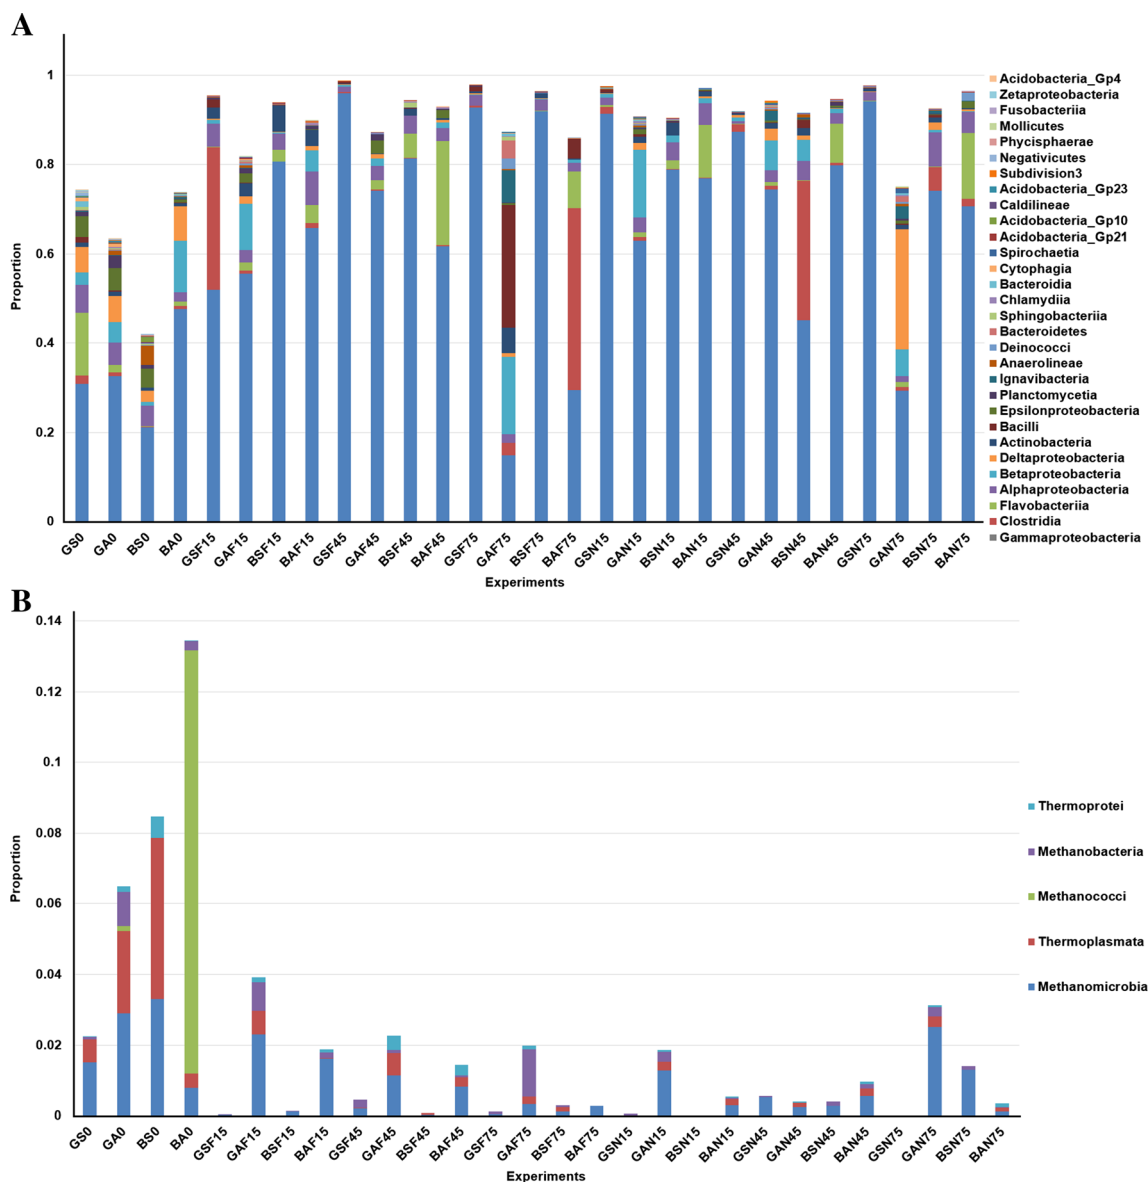 A
1
0.8
0.6
0.4
0.2
0
Proportion
GS0 GA0 BS0 BA0 GSF15 GAF15 BSF15 BAF15 GSF45 GAF45 BSF45 BAF45 GSF75 GAF75 BSF75 BAF75 GSN15 GAN15 BSN15 BAN15 GSN45 GAN45 BSN45 BAN45 GSN75 GAN75 BSN75 BAN75
Experiments
Acidobacteria_Gp4
Zetaproteobacteria
Fusobacteriia
Mollicutes
Phycisphaerae
Negativicutes
Subdivision3
Acidobacteria_Gp23
Caldilineae
Acidobacteria_Gp10
Acidobacteria_Gp21
Spirochaetia
Cytophagia
Bacteroidia
Chlamydiia
Sphingobacteriia
Bacteroidetes
Deinococci
Anaerolineae
Ignavibacteria
Planctomycetia
Epsilonproteobacteria
Bacilli
Actinobacteria
Deltaproteobacteria
Betaproteobacteria
Alphaproteobacteria
Flavobacteriia
Clostridia
Gammaproteobacteria
B
0.14
0.12
0.1
0.08
0.06
0.04
0.02
0
Proportion
GS0 GA0 BS0 BA0 GSF15 GAF15 BSF15 BAF15 GSF45 GAF45 BSF45 BAF45 GSF75 GAF75 BSF75 BAF75 GSN15 GAN15 BSN15 BAN15 GSN45 GAN45 BSN45 BAN45 GSN75 GAN75 BSN75 BAN75
Experiments
Thermoprotei
Methanobacteria
Methanococci
Thermoplasmata
Methanomicrobia